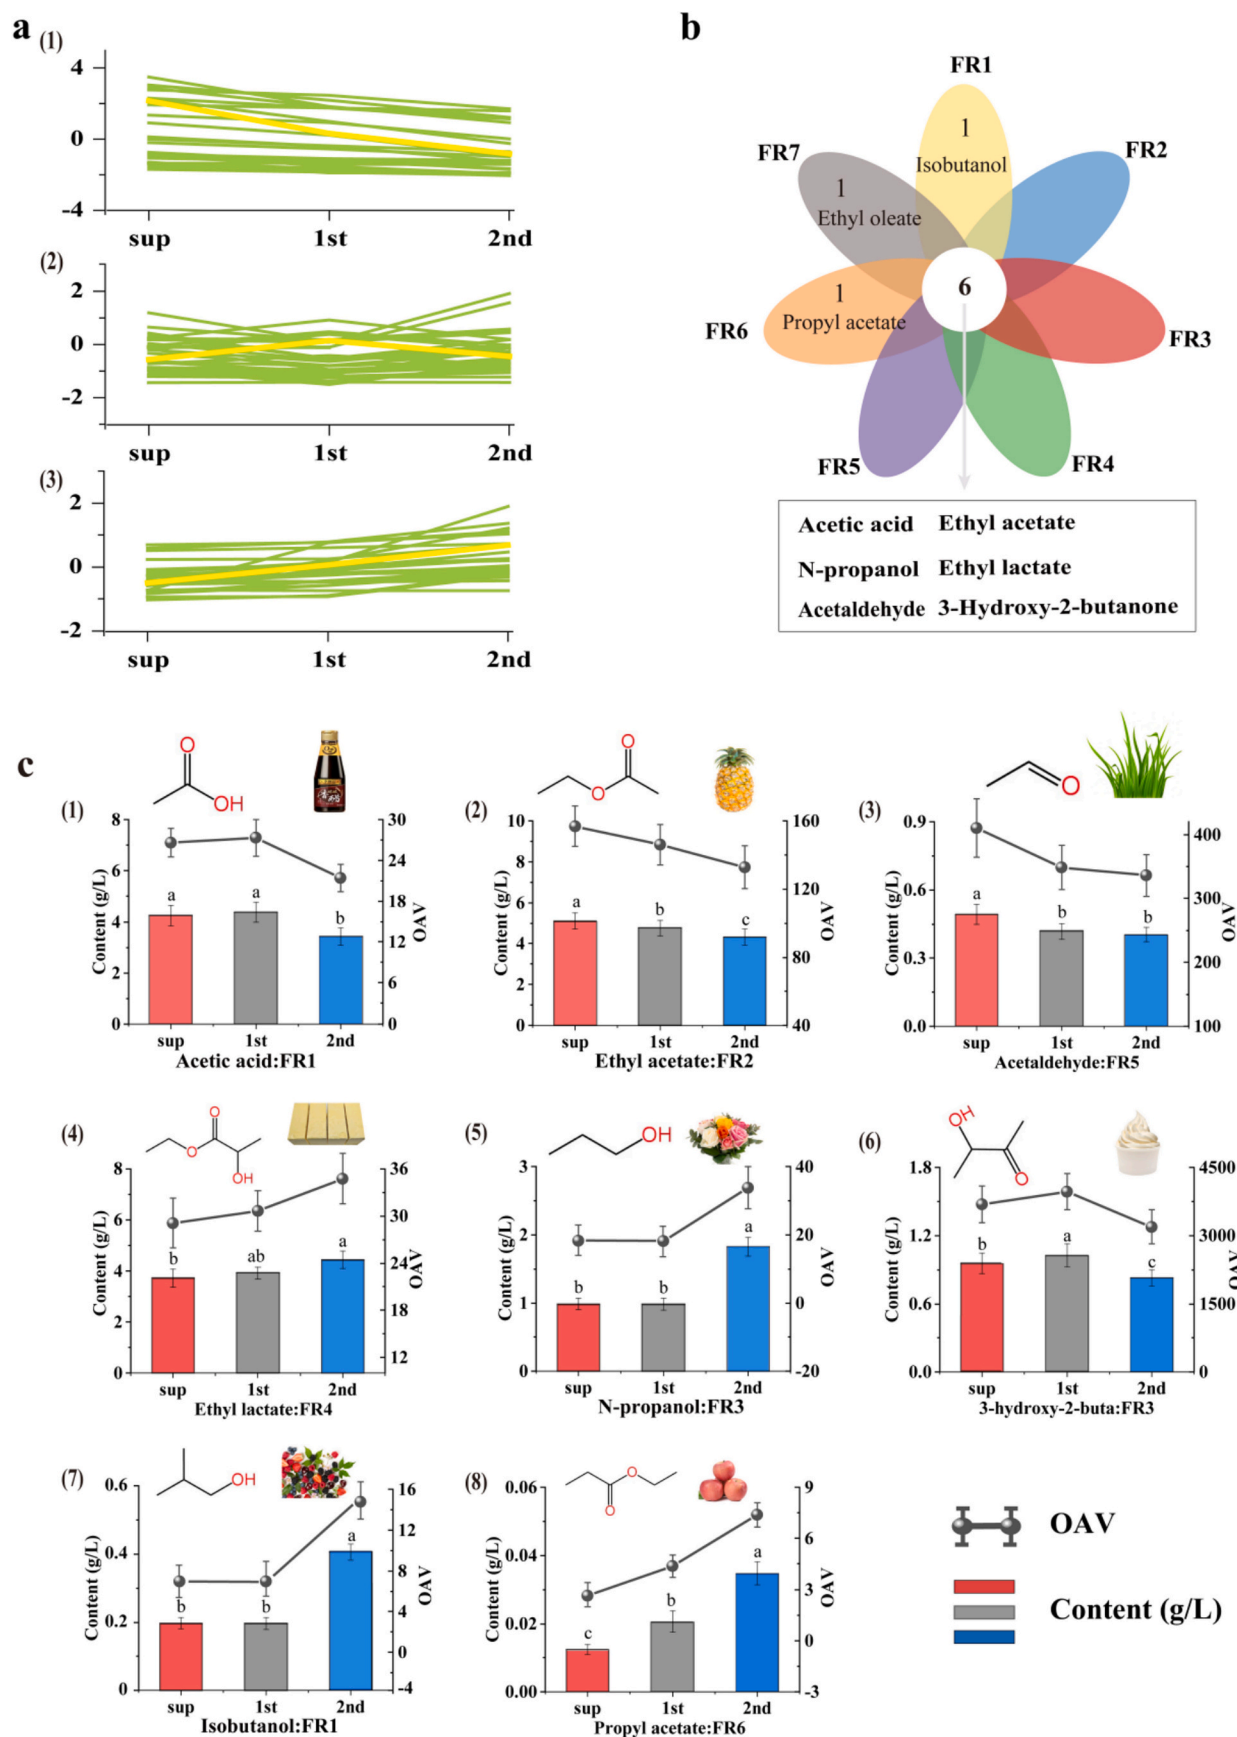 a
(1)
4
0
-4
sup 1st 2nd
(2)
2
0
-2
sup 1st 2nd
(3)
2
0
-2
sup 1st 2nd
b
FR1
FR2
FR3
FR4
FR5
FR6
FR7
1
Isobutanol
1
Ethyl oleate
1
Propyl acetate
6
Acetic acid Ethyl acetate
N-propanol Ethyl lactate
Acetaldehyde 3-Hydroxy-2-butanone
c
(1)
O
OH
Content (g/L)
8
6
4
2
0
30
24
18
12
6
0
OAV
a a b
sup 1st 2nd
Acetic acid:FR1
(2)
O
O
Content (g/L)
10
8
6
4
2
0
160
120
80
40
OAV
a b c
sup 1st 2nd
Ethyl acetate:FR2
(3)
O
Content (g/L)
0.9
0.6
0.3
0.0
400
300
200
100
OAV
a b b
sup 1st 2nd
Acetaldehyde:FR5
(4)
O
O
OH
Content (g/L)
8
6
4
2
0
36
30
24
18
12
OAV
b ab a
sup 1st 2nd
Ethyl lactate:FR4
(5)
OH
Content (g/L)
3
2
1
0
40
20
0
-20
OAV
b b a
sup 1st 2nd
N-propanol:FR3
(6)
OH
O
Content (g/L)
1.8
1.2
0.6
0.0
4500
3000
1500
0
OAV
b a c
sup 1st 2nd
3-hydroxy-2-buta:FR3
(7)
OH
Content (g/L)
0.6
0.4
0.2
0
16
12
8
4
0
-4
OAV
b b a
sup 1st 2nd
Isobutanol:FR1
(8)
O
O
Content (g/L)
0.06
0.04
0.02
0.00
9
6
3
0
-3
OAV
c b a
sup 1st 2nd
Propyl acetate:FR6
OAV
Content (g/L)